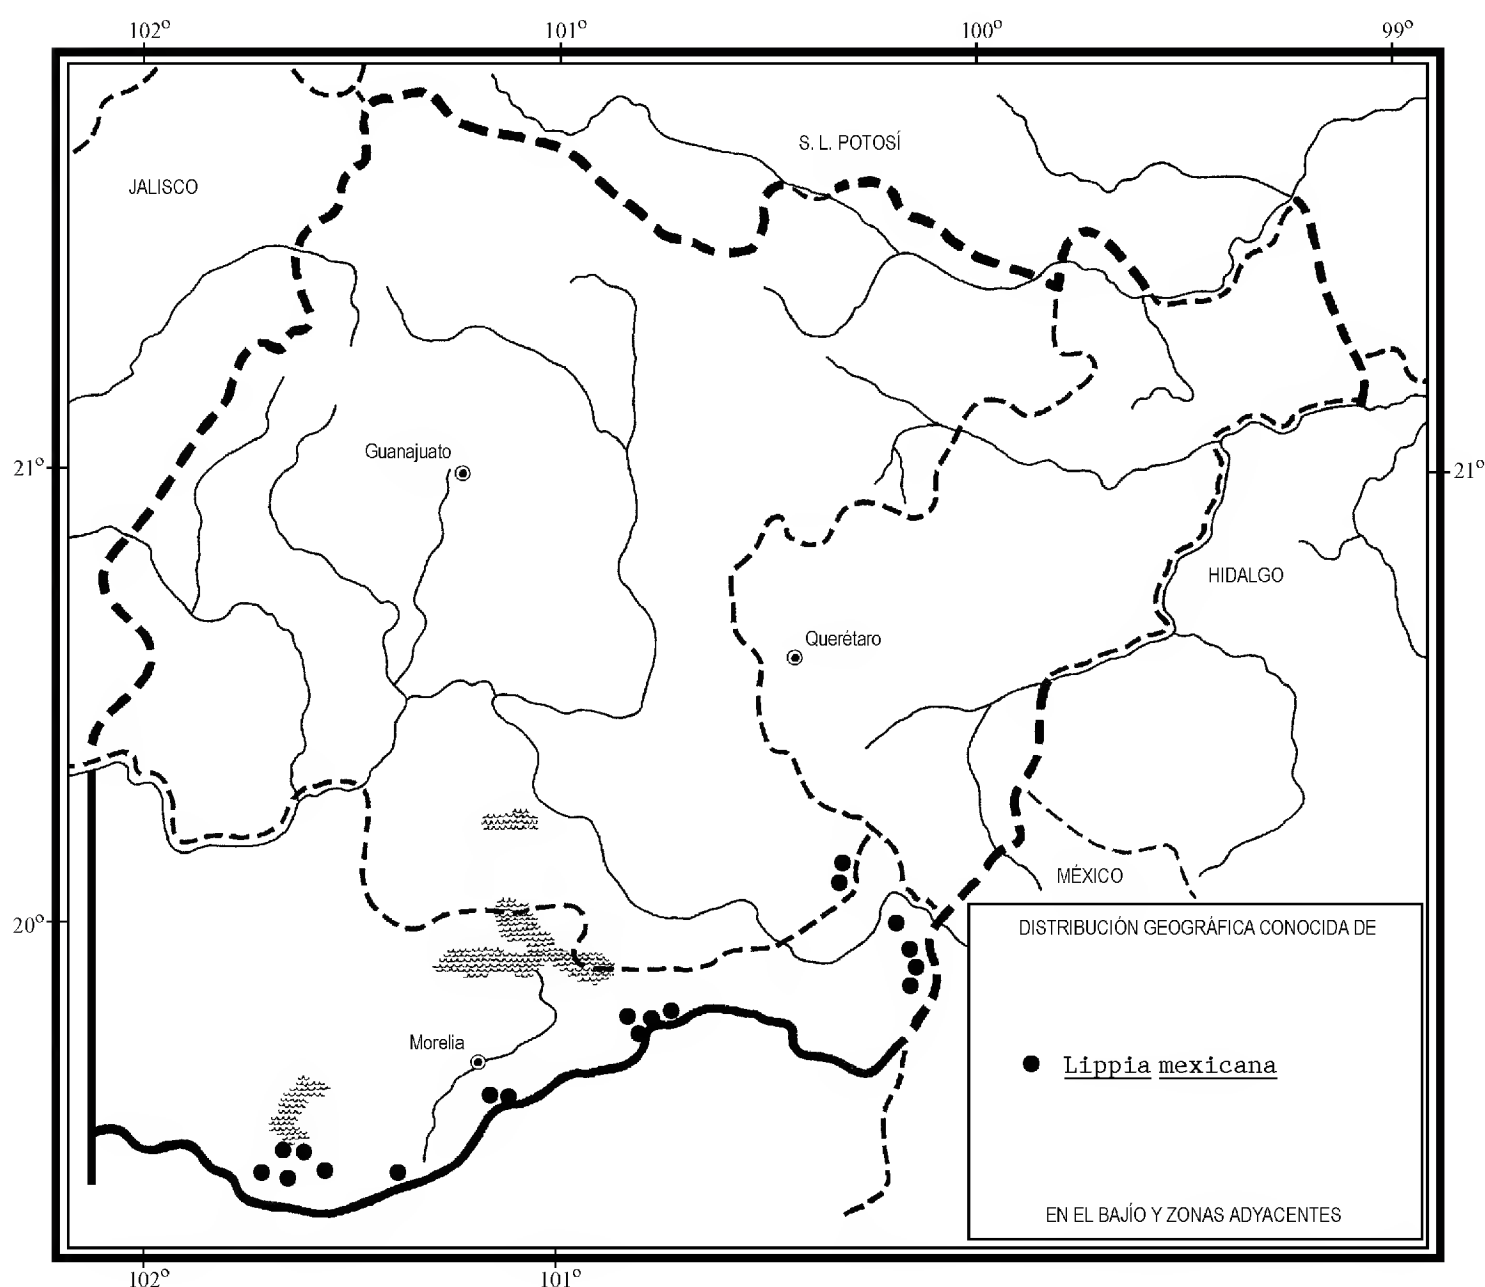 102º 101º 100º 99º
S. L. POTOSÍ
JALISCO
Guanajuato
21º 21º
HIDALGO
Querétaro
MÉXICO
20º
DISTRIBUCIÓN GEOGRÁFICA CONOCIDA DE
Morelia
Lippia mexicana
EN EL BAJÍO Y ZONAS ADYACENTES
102º 101º